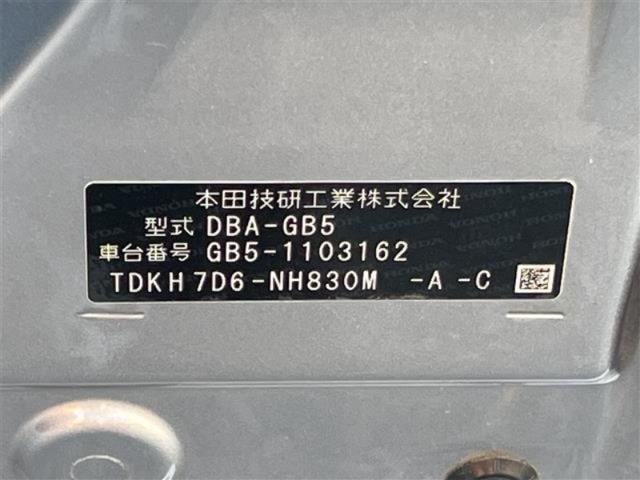 本田技研工業株式会社
型式 DBA-GB5
車台番号 GB5-1103162
TDKH7D6-NH830M -A -C